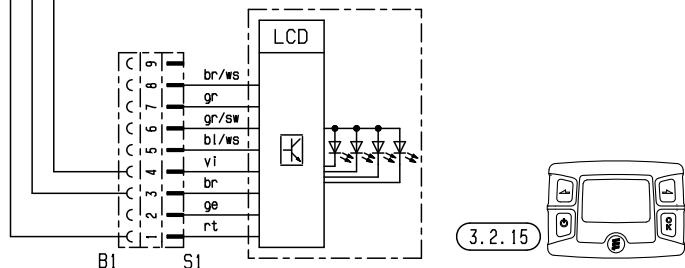 LCD
9
8 br/ws
7 gr
6 gr/sw
5 bl/ws
4 vi
3 br
2 ge
1 rt
B1 S1
3.2.15
OK